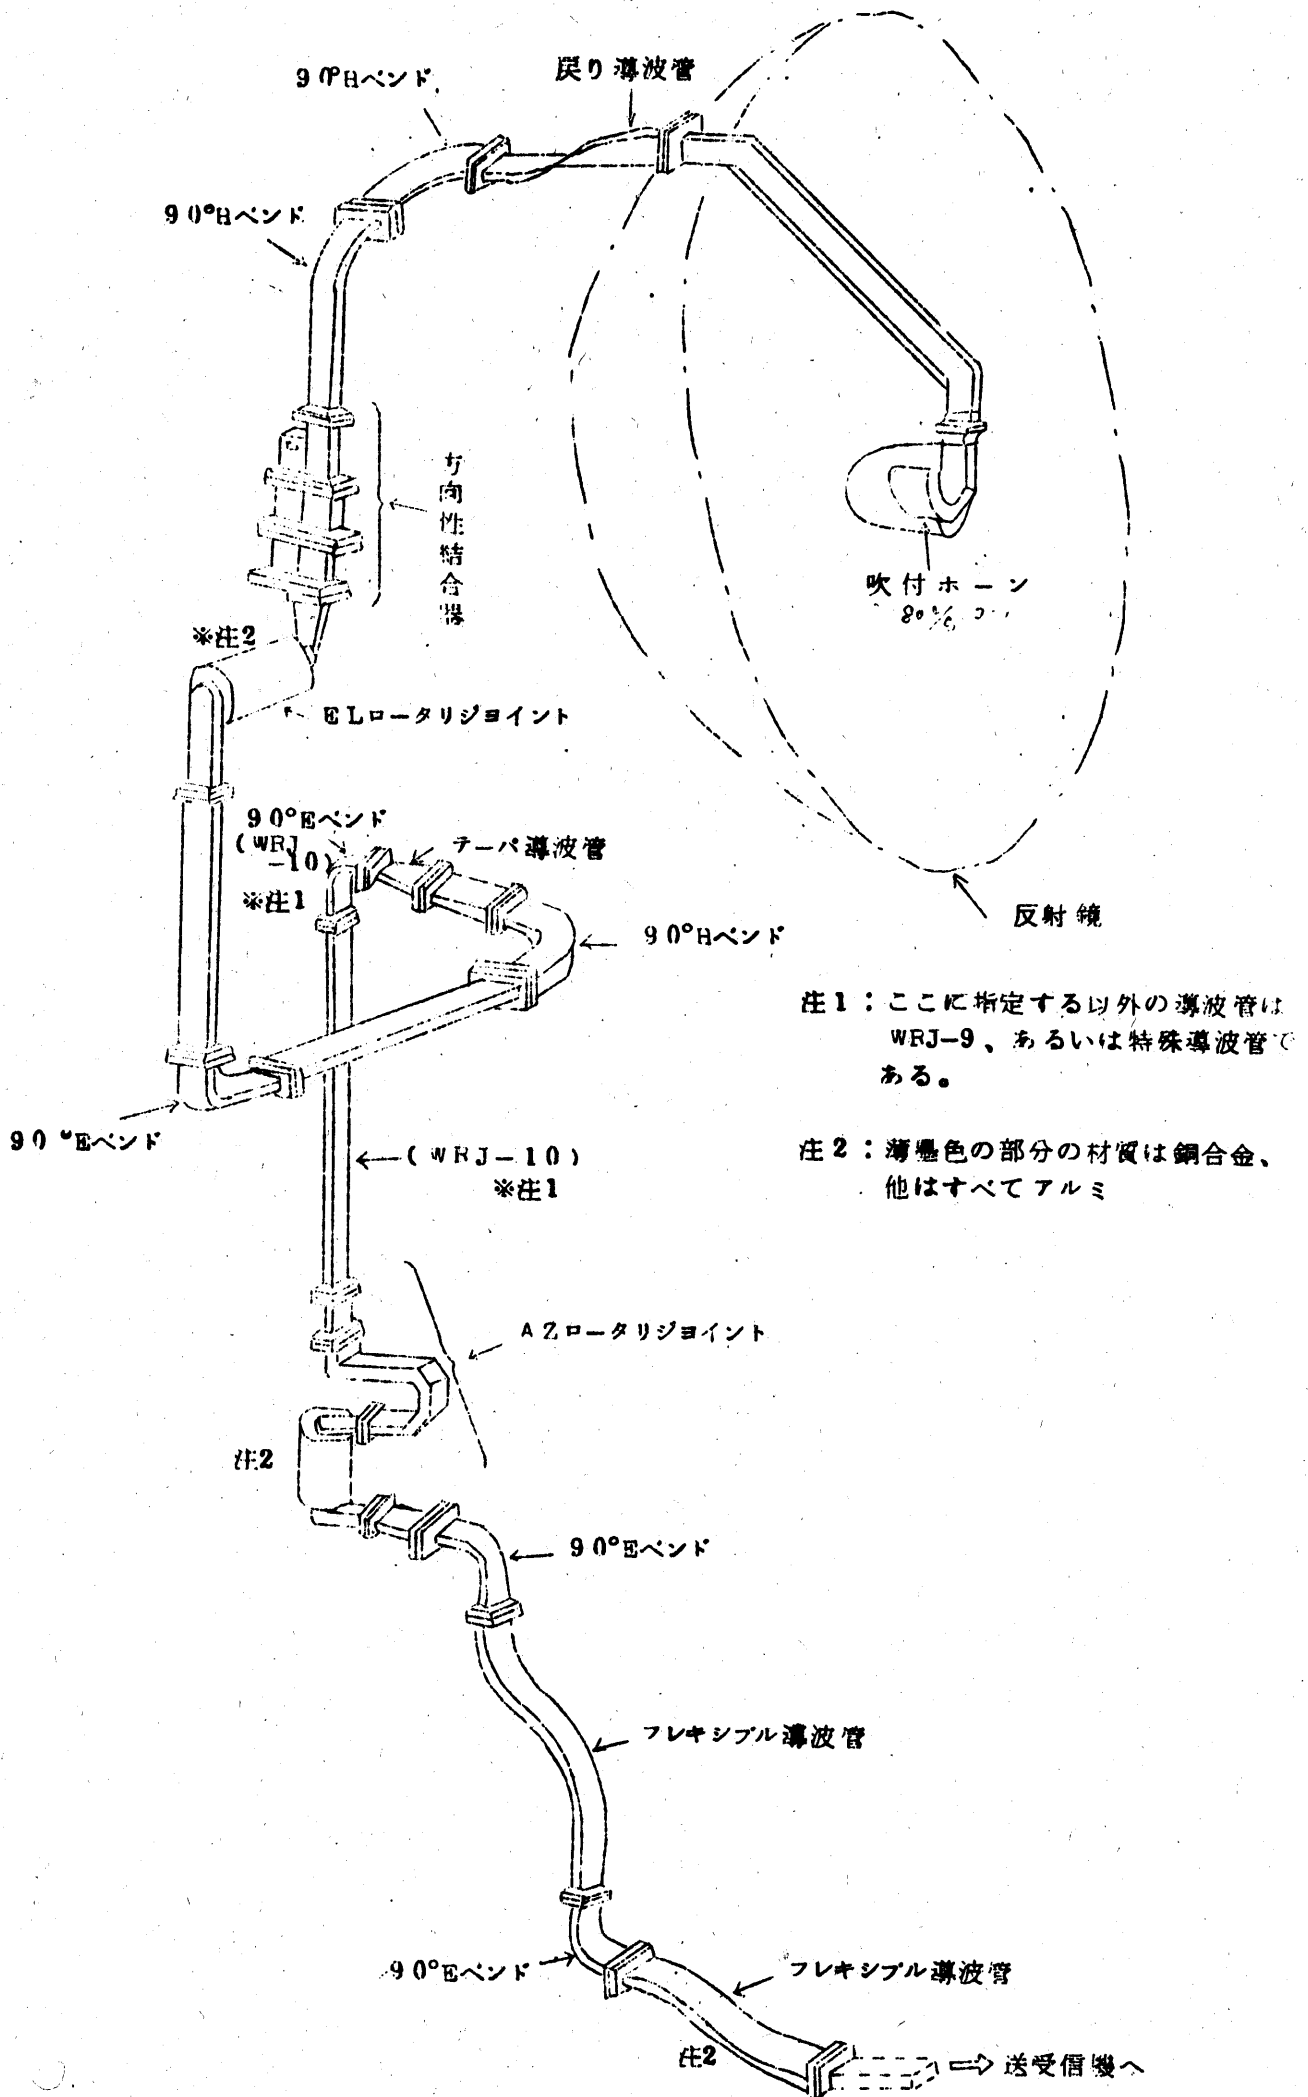 90°Hベンド
戻り導波管
90°Hベンド
方向性結合器
吹付ホーン
※注2
ELロータリジョイント
90°Eベンド
(WRJ
-10)
テーパ導波管
※注1
90°Hベンド
反射鏡
注1：ここに指定する以外の導波管は
WRJ-9、あるいは特殊導波管で
ある。
90°Eベンド
(WRJ-10)
※注1
注2：薄墨色の部分の材質は銅合金、
他はすべてアルミ
AZロータリジョイント
注2
90°Eベンド
フレキシブル導波管
90°Eベンド
フレキシブル導波管
注2
⇨ 送受信機へ